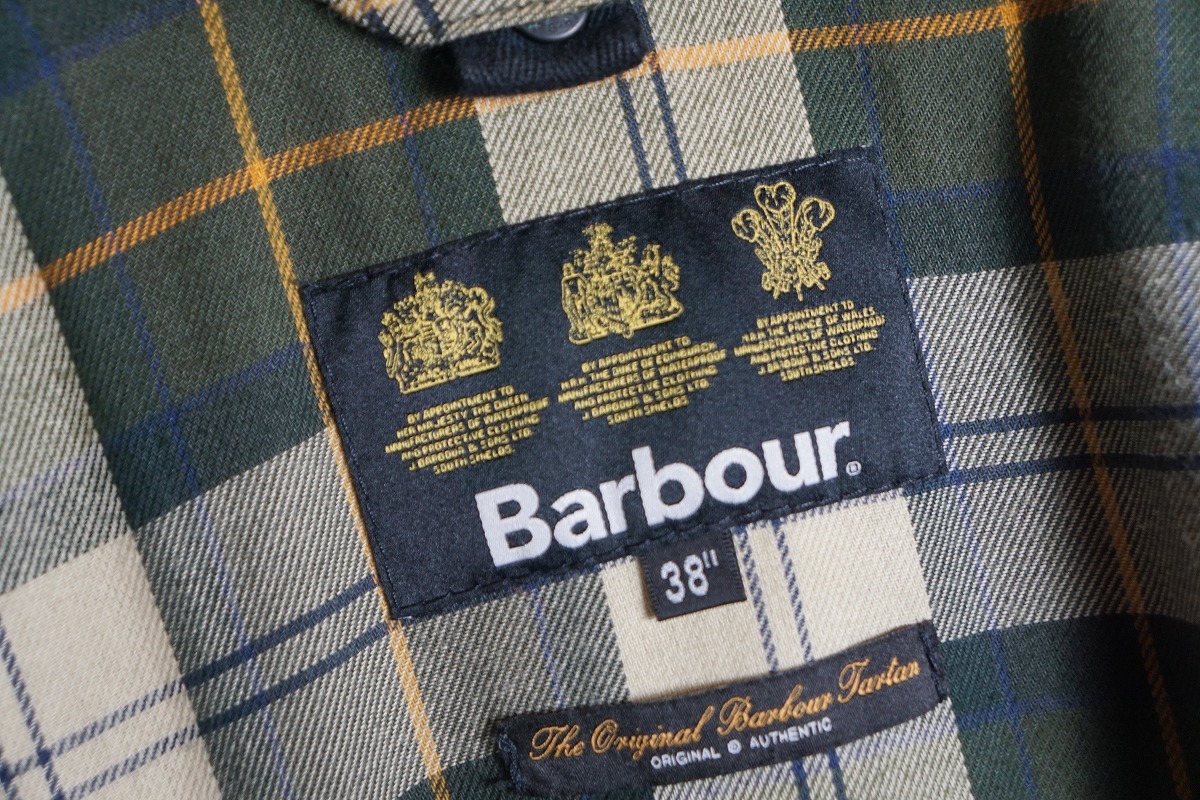 BY APPOINTMENT TO
HER MAJESTY THE QUEEN
MANUFACTURERS OF WATERPROOF
AND PROTECTIVE CLOTHING
J. BARBOUR & SONS LTD.
SOUTH SHIELDS.
BY APPOINTMENT TO
H.R.H. THE DUKE OF EDINBURGH
MANUFACTURERS OF WATERPROOF
AND PROTECTIVE CLOTHING
J. BARBOUR & SONS LTD.
SOUTH SHIELDS
BY APPOINTMENT TO
H.R.H. THE PRINCE OF WALES
MANUFACTURERS OF WATERPROOF
AND PROTECTIVE CLOTHING
J. BARBOUR & SONS LTD.
SOUTH SHIELDS
Barbour®
38"
The Original Barbour Tartan
ORIGINAL @ AUTHENTIC